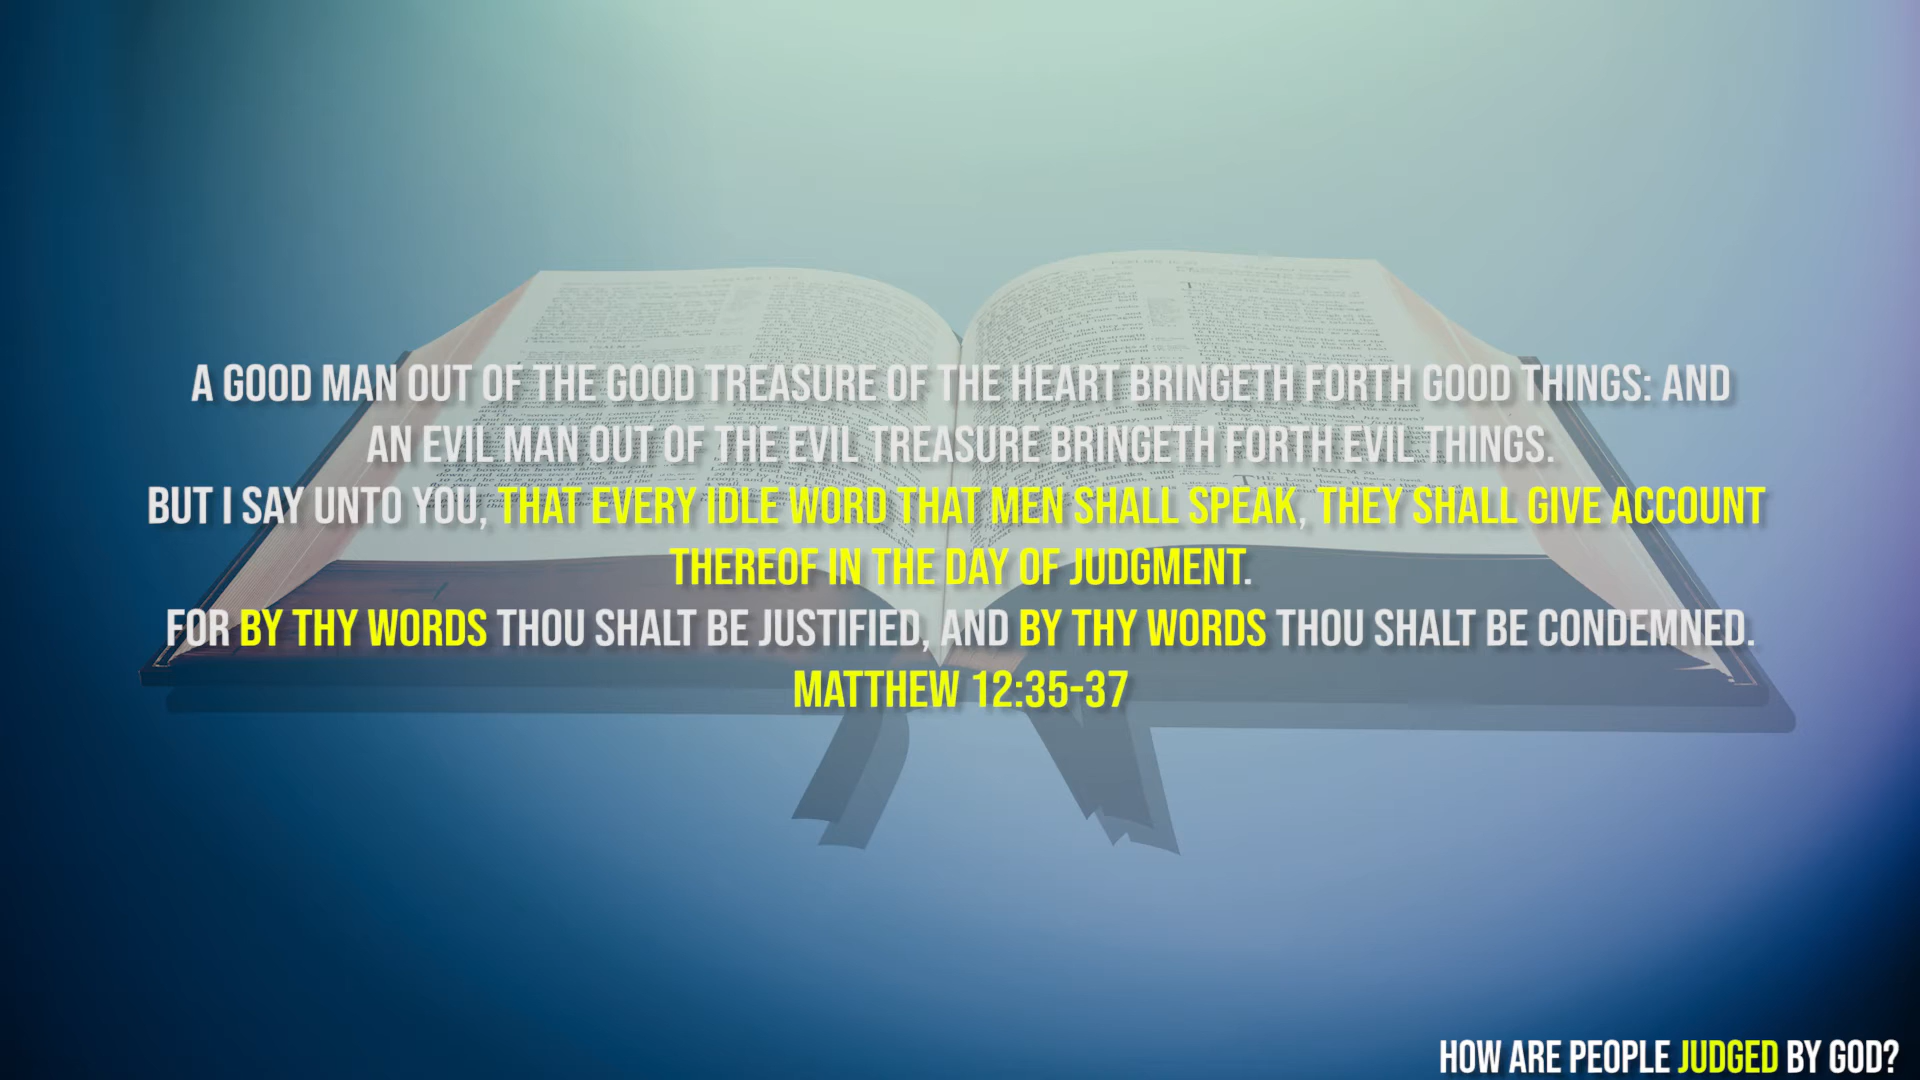 A GOOD MAN OUT OF THE GOOD TREASURE OF THE HEART BRINGETH FORTH GOOD THINGS: AND
AN EVIL MAN OUT OF THE EVIL TREASURE BRINGETH FORTH EVIL THINGS.
BUT I SAY UNTO YOU, THAT EVERY IDLE WORD THAT MEN SHALL SPEAK, THEY SHALL GIVE ACCOUNT
THEREOF IN THE DAY OF JUDGMENT.
FOR BY THY WORDS THOU SHALT BE JUSTIFIED, AND BY THY WORDS THOU SHALT BE CONDEMNED.
MATTHEW 12:35-37
HOW ARE PEOPLE JUDGED BY GOD?